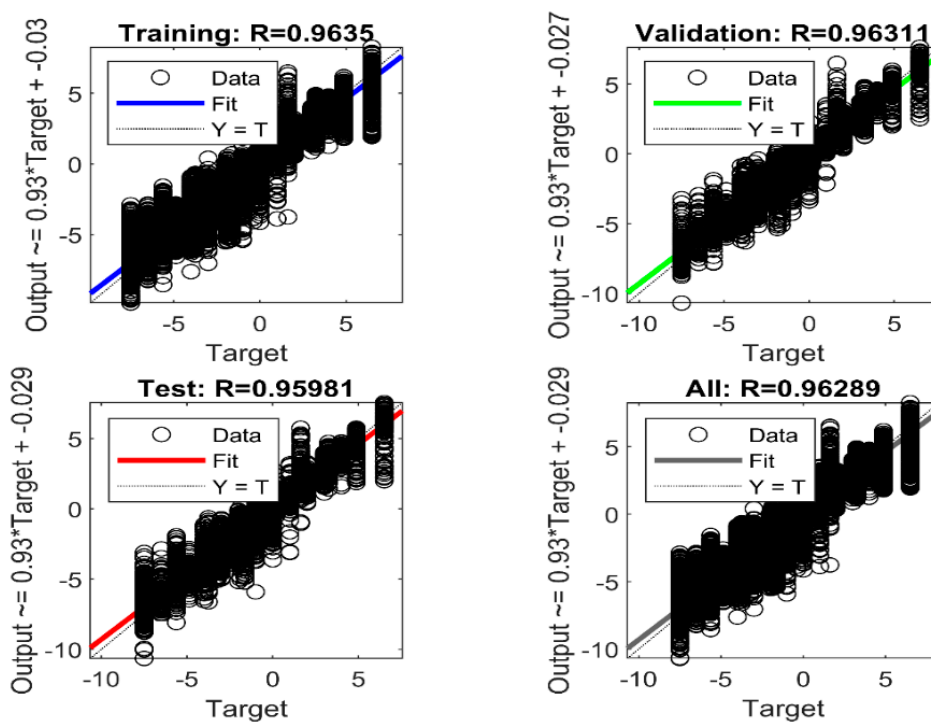 Training: R=0.9635
Output ~= 0.93*Target + -0.03
Data
Fit
Y = T
5
0
-5
-5
0
5
Target
Validation: R=0.96311
Output ~= 0.93*Target + -0.027
Data
Fit
Y = T
5
0
-5
-10
-10
-5
0
5
Target
Test: R=0.95981
Output ~= 0.93*Target + -0.029
Data
Fit
Y = T
5
0
-5
-10
-10
-5
0
5
Target
All: R=0.96289
Output ~= 0.93*Target + -0.029
Data
Fit
Y = T
5
0
-5
-10
-10
-5
0
5
Target